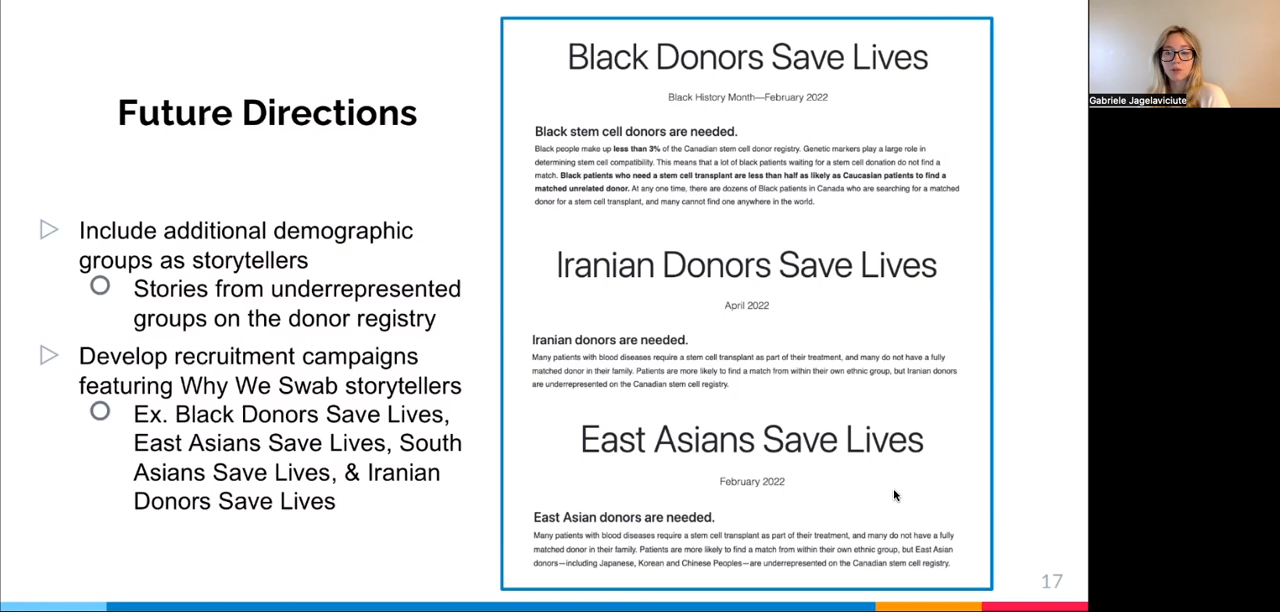 Future Directions
Include additional demographic
groups as storytellers
Stories from underrepresented
groups on the donor registry
Develop recruitment campaigns
featuring Why We Swab storytellers
Ex. Black Donors Save Lives,
East Asians Save Lives, South
Asians Save Lives, & Iranian
Donors Save Lives
Black Donors Save Lives
Black History Month—February 2022
Black stem cell donors are needed.
Black people make up less than 3% of the Canadian stem cell donor registry. Genetic markers play a large role in
determining stem cell compatibility. This means that a lot of black patients waiting for a stem cell donation do not find a
match. Black patients who need a stem cell transplant are less than half as likely as Caucasian patients to find a
matched unrelated donor. At any one time, there are dozens of Black patients in Canada who are searching for a matched
donor for a stem cell transplant, and many cannot find one anywhere in the world.
Iranian Donors Save Lives
April 2022
Iranian donors are needed.
Many patients with blood diseases require a stem cell transplant as part of their treatment, and many do not have a fully
matched donor in their family. Patients are more likely to find a match from within their own ethnic group, but Iranian donors
are underrepresented on the Canadian stem cell registry.
East Asians Save Lives
February 2022
East Asian donors are needed.
Many patients with blood diseases require a stem cell transplant as part of their treatment, and many do not have a fully
matched donor in their family. Patients are more likely to find a match from within their own ethnic group, but East Asian
donors—including Japanese, Korean and Chinese Peoples—are underrepresented on the Canadian stem cell registry.
17
Gabriele Jagelaviciute